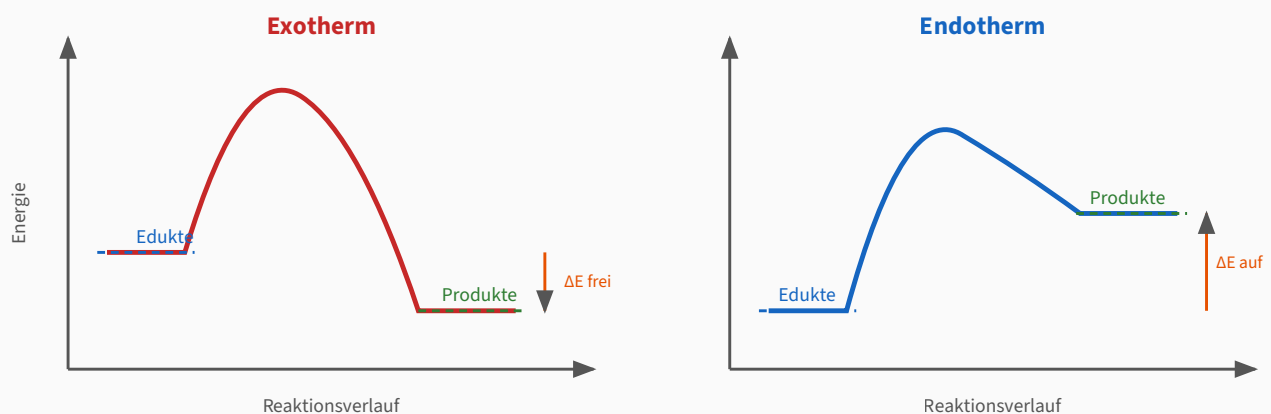 Exotherm
Energie
Edukte
Produkte
ΔE frei
Reaktionsverlauf
Endotherm
Produkte
Edukte
ΔE auf
Reaktionsverlauf